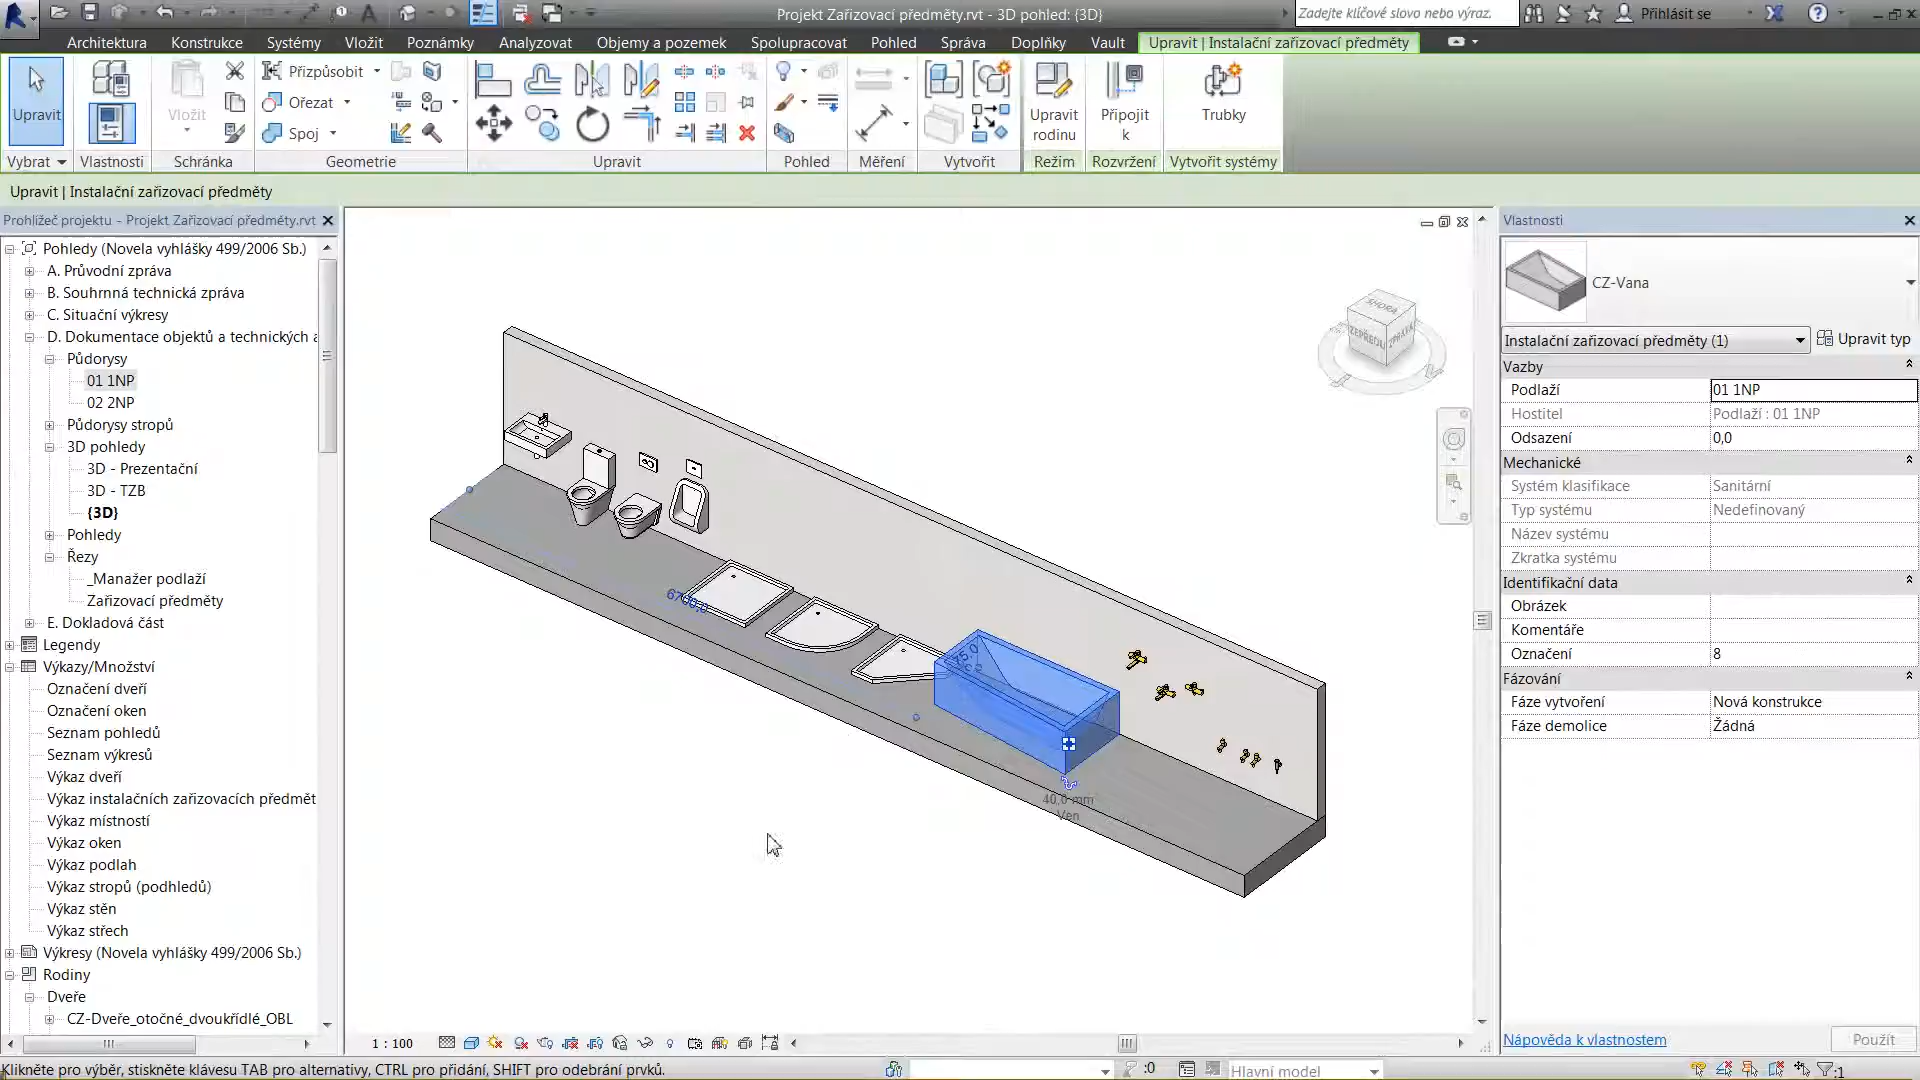 Projekt Zařizovací předměty.rvt - 3D pohled: {3D}
Zadejte klíčové slovo nebo výraz.
Přihlásit se
Architektura
Konstrukce
Systémy
Vložit
Poznámky
Analyzovat
Objemy a pozemek
Spolupracovat
Pohled
Správa
Doplňky
Vault
Upravit | Instalační zařizovací předměty
Upravit
Vložit
Přizpůsobit
Ořezat
Spoj
Upravit
rodinu
Připojit
k
Trubky
Vybrat
Vlastnosti
Schránka
Geometrie
Upravit
Pohled
Měření
Vytvořit
Režim
Rozvržení
Vytvořit systémy
Upravit | Instalační zařizovací předměty
Prohlížeč projektu - Projekt Zařizovací předměty.rvt
Pohledy (Novela vyhlášky 499/2006 Sb.)
A. Průvodní zpráva
B. Souhrnná technická zpráva
C. Situační výkresy
D. Dokumentace objektů a technických a
Půdorysy
01 1NP
02 2NP
Půdorysy stropů
3D pohledy
3D - Prezentační
3D - TZB
{3D}
Pohledy
Řezy
_Manažer podlaží
Zařizovací předměty
E. Dokladová část
Legendy
Výkazy/Množství
Označení dveří
Označení oken
Seznam pohledů
Seznam výkresů
Výkaz dveří
Výkaz instalačních zařizovacích předmět
Výkaz místností
Výkaz oken
Výkaz podlah
Výkaz stropů (podhledů)
Výkaz stěn
Výkaz střech
Výkresy (Novela vyhlášky 499/2006 Sb.)
Rodiny
Dveře
CZ-Dveře_otočné_dvoukřídlé_OBL
SHORA
ZEPŘEDU
ZPRAVA
40,0 mm
Ven
1 : 100
Vlastnosti
CZ-Vana
Instalační zařizovací předměty (1)
Upravit typ
Vazby
Podlaží 01 1NP
Hostitel Podlaží : 01 1NP
Odsazení 0,0
Mechanické
Systém klasifikace Sanitární
Typ systému Nedefinovaný
Název systému
Zkratka systému
Identifikační data
Obrázek
Komentáře
Označení 8
Fázování
Fáze vytvoření Nová konstrukce
Fáze demolice Žádná
Nápověda k vlastnostem
Použít
Klikněte pro výběr, stiskněte klávesu TAB pro alternativy, CTRL pro přidání, SHIFT pro odebrání prvků.
:0
Hlavní model
:1